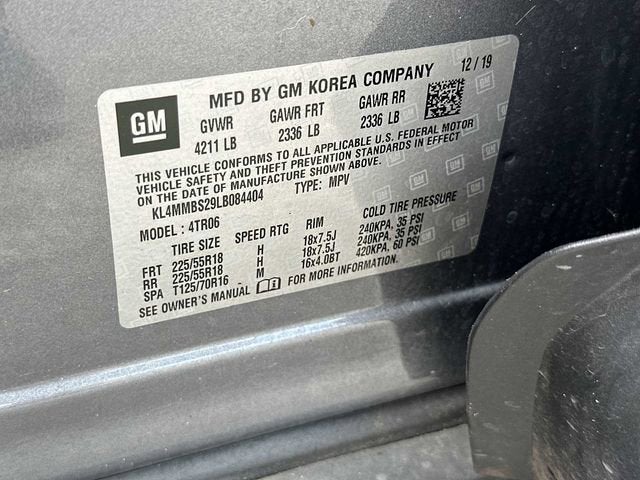 MFD BY GM KOREA COMPANY 12/19
GM
GVWR GAWR FRT GAWR RR
4211 LB 2336 LB 2336 LB
GM
THIS VEHICLE CONFORMS TO ALL APPLICABLE U.S. FEDERAL MOTOR
VEHICLE SAFETY AND THEFT PREVENTION STANDARDS IN EFFECT
ON THE DATE OF MANUFACTURE SHOWN ABOVE.
KL4MMBS29LB084404 TYPE: MPV
MODEL: 4TR06
TIRE SIZE SPEED RTG RIM COLD TIRE PRESSURE
FRT 225/55R18 H 18x7.5J 240KPA, 35 PSI
RR 225/55R18 H 18x7.5J 240KPA, 35 PSI
SPA T125/70R16 M 16x4.0BT 420KPA, 60 PSI
SEE OWNER'S MANUAL FOR MORE INFORMATION.